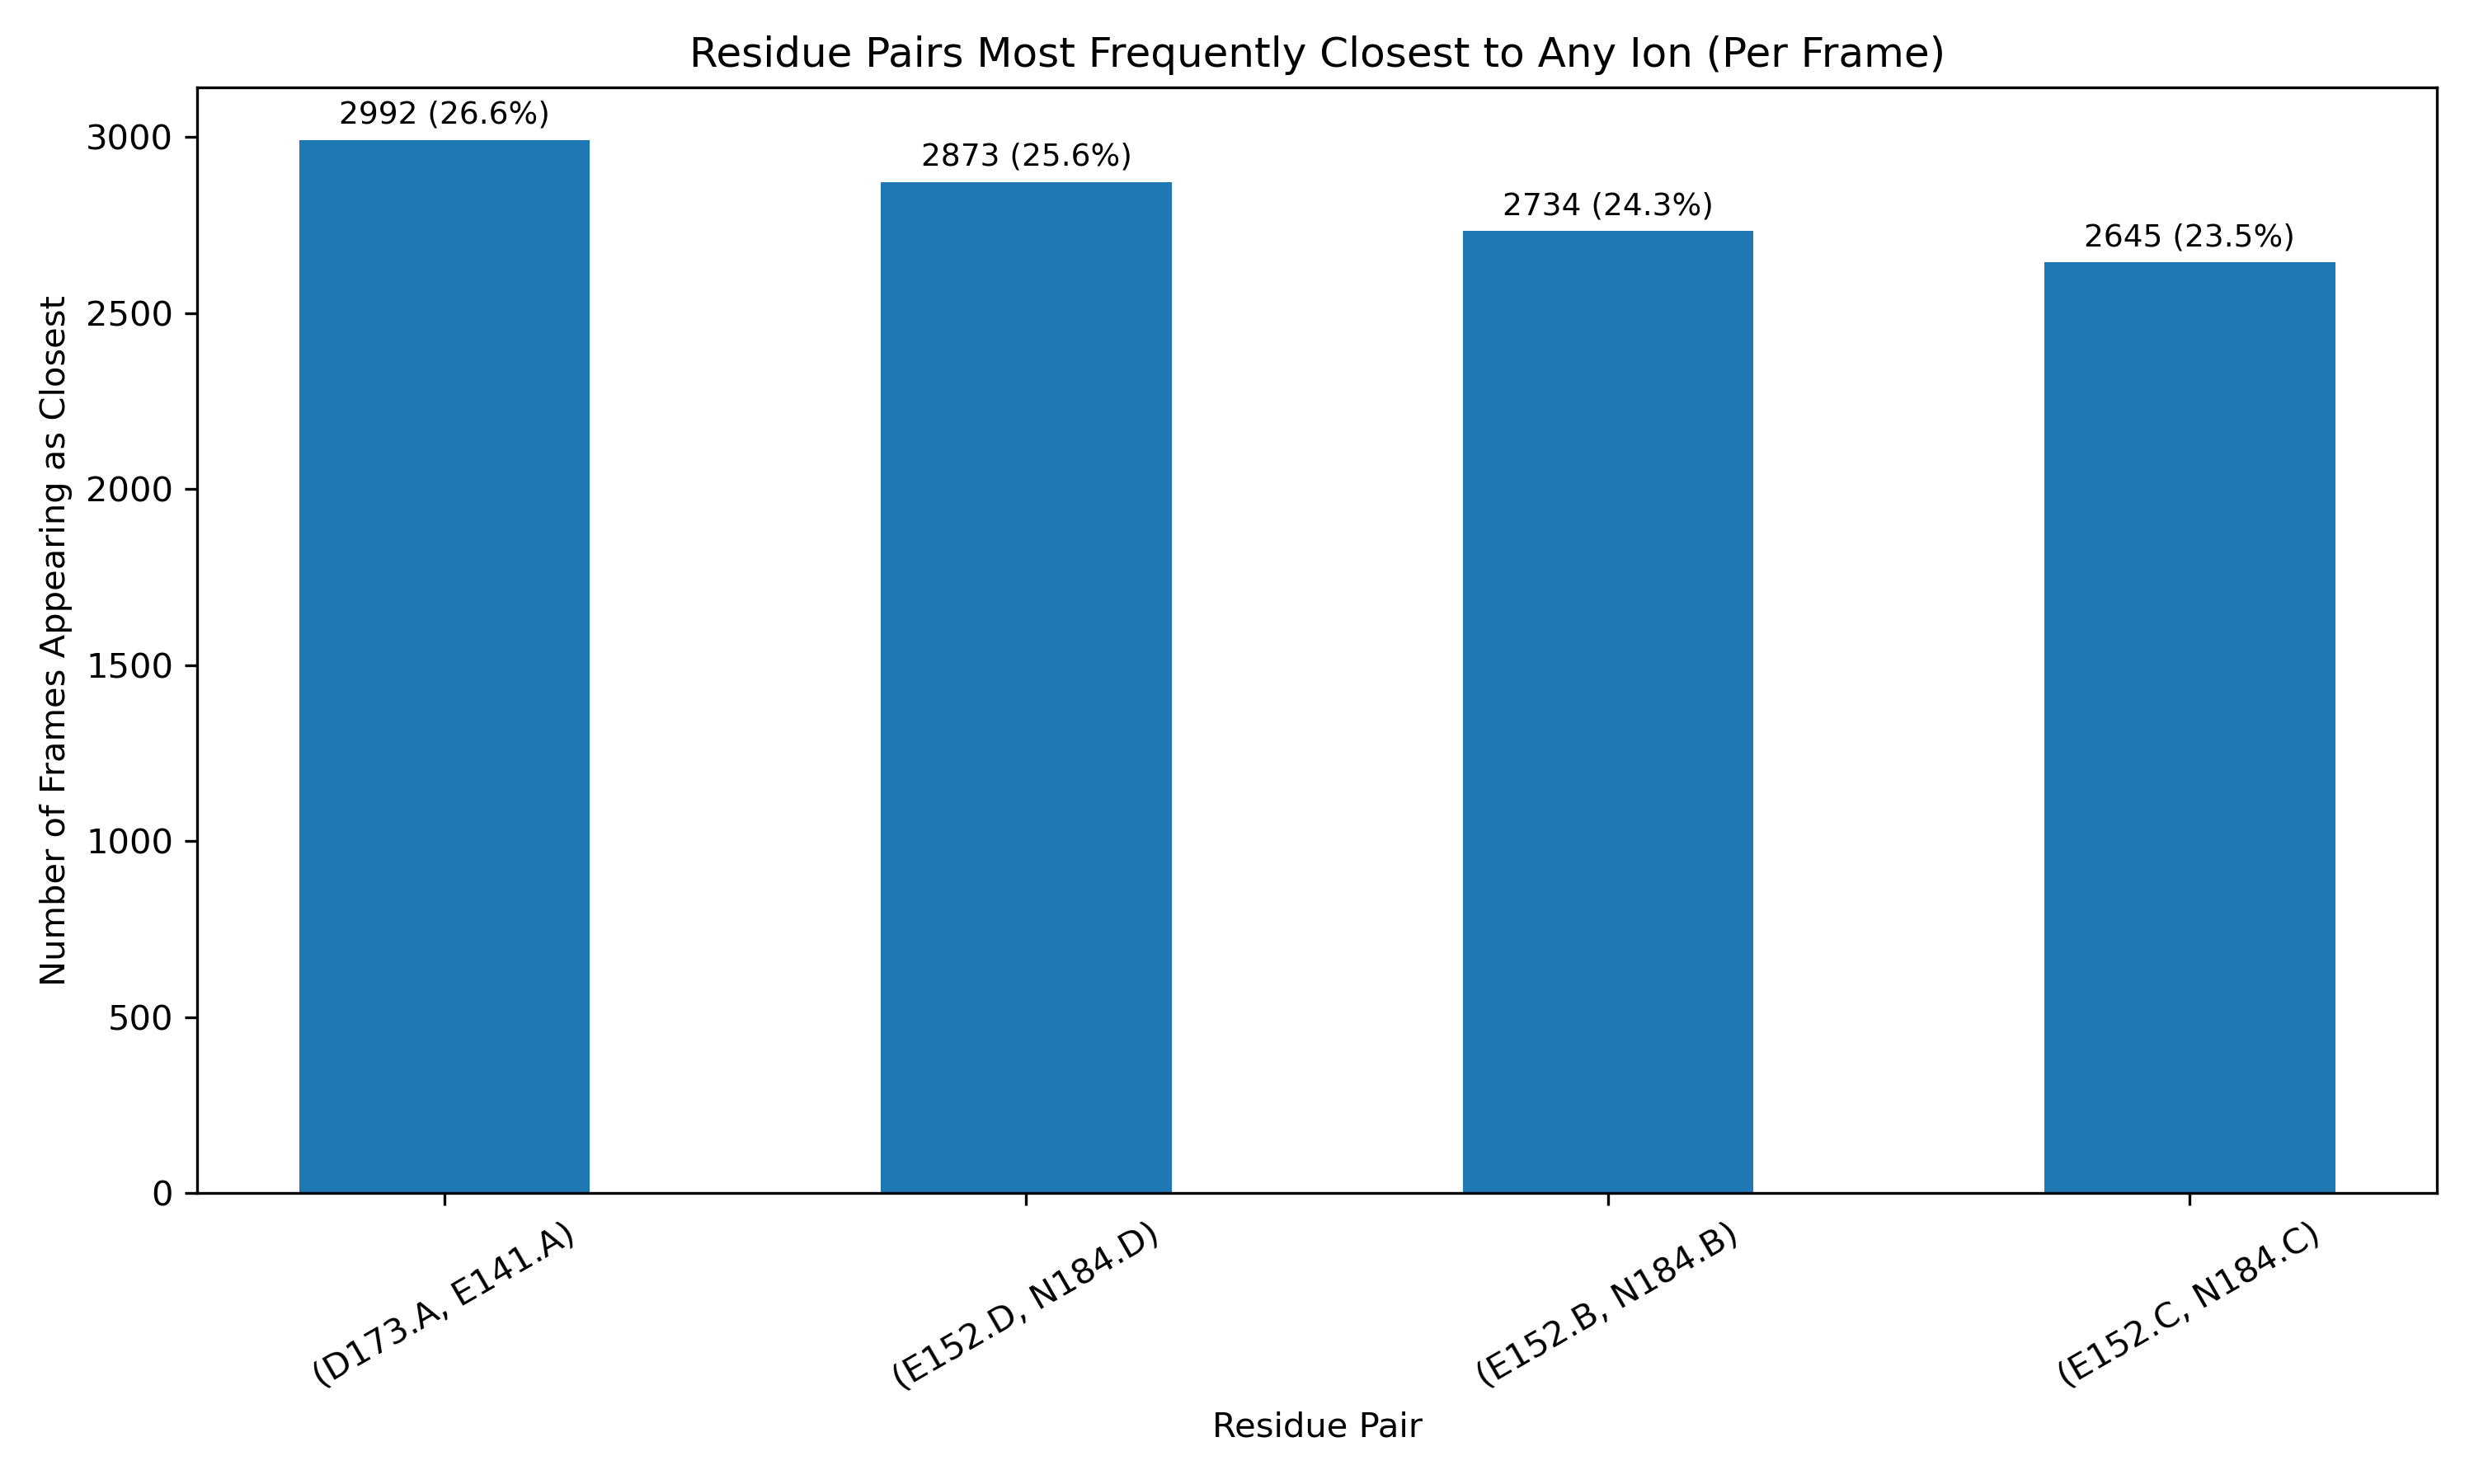 Residue Pairs Most Frequently Closest to Any Ion (Per Frame)
2992 (26.6%)
2873 (25.6%)
2734 (24.3%)
2645 (23.5%)
Number of Frames Appearing as Closest
3000
2500
2000
1500
1000
500
0
(D173.A, E141.A)
(E152.D, N184.D)
(E152.B, N184.B)
(E152.C, N184.C)
Residue Pair